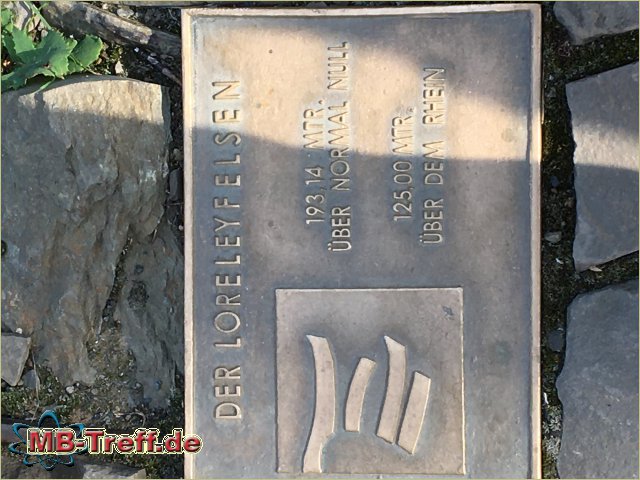 DER LORELEYFELSEN
193,14 MTR.
ÜBER NORMAL NULL
125,00 MTR.
ÜBER DEM RHEIN
MB-Treff.de